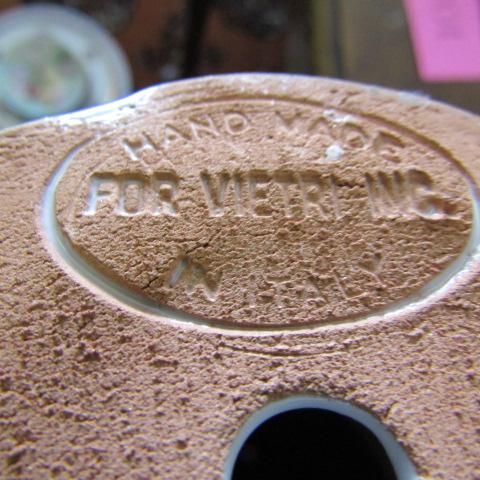 HAND MADE
FOR VIETRI INC.
IN ITALY